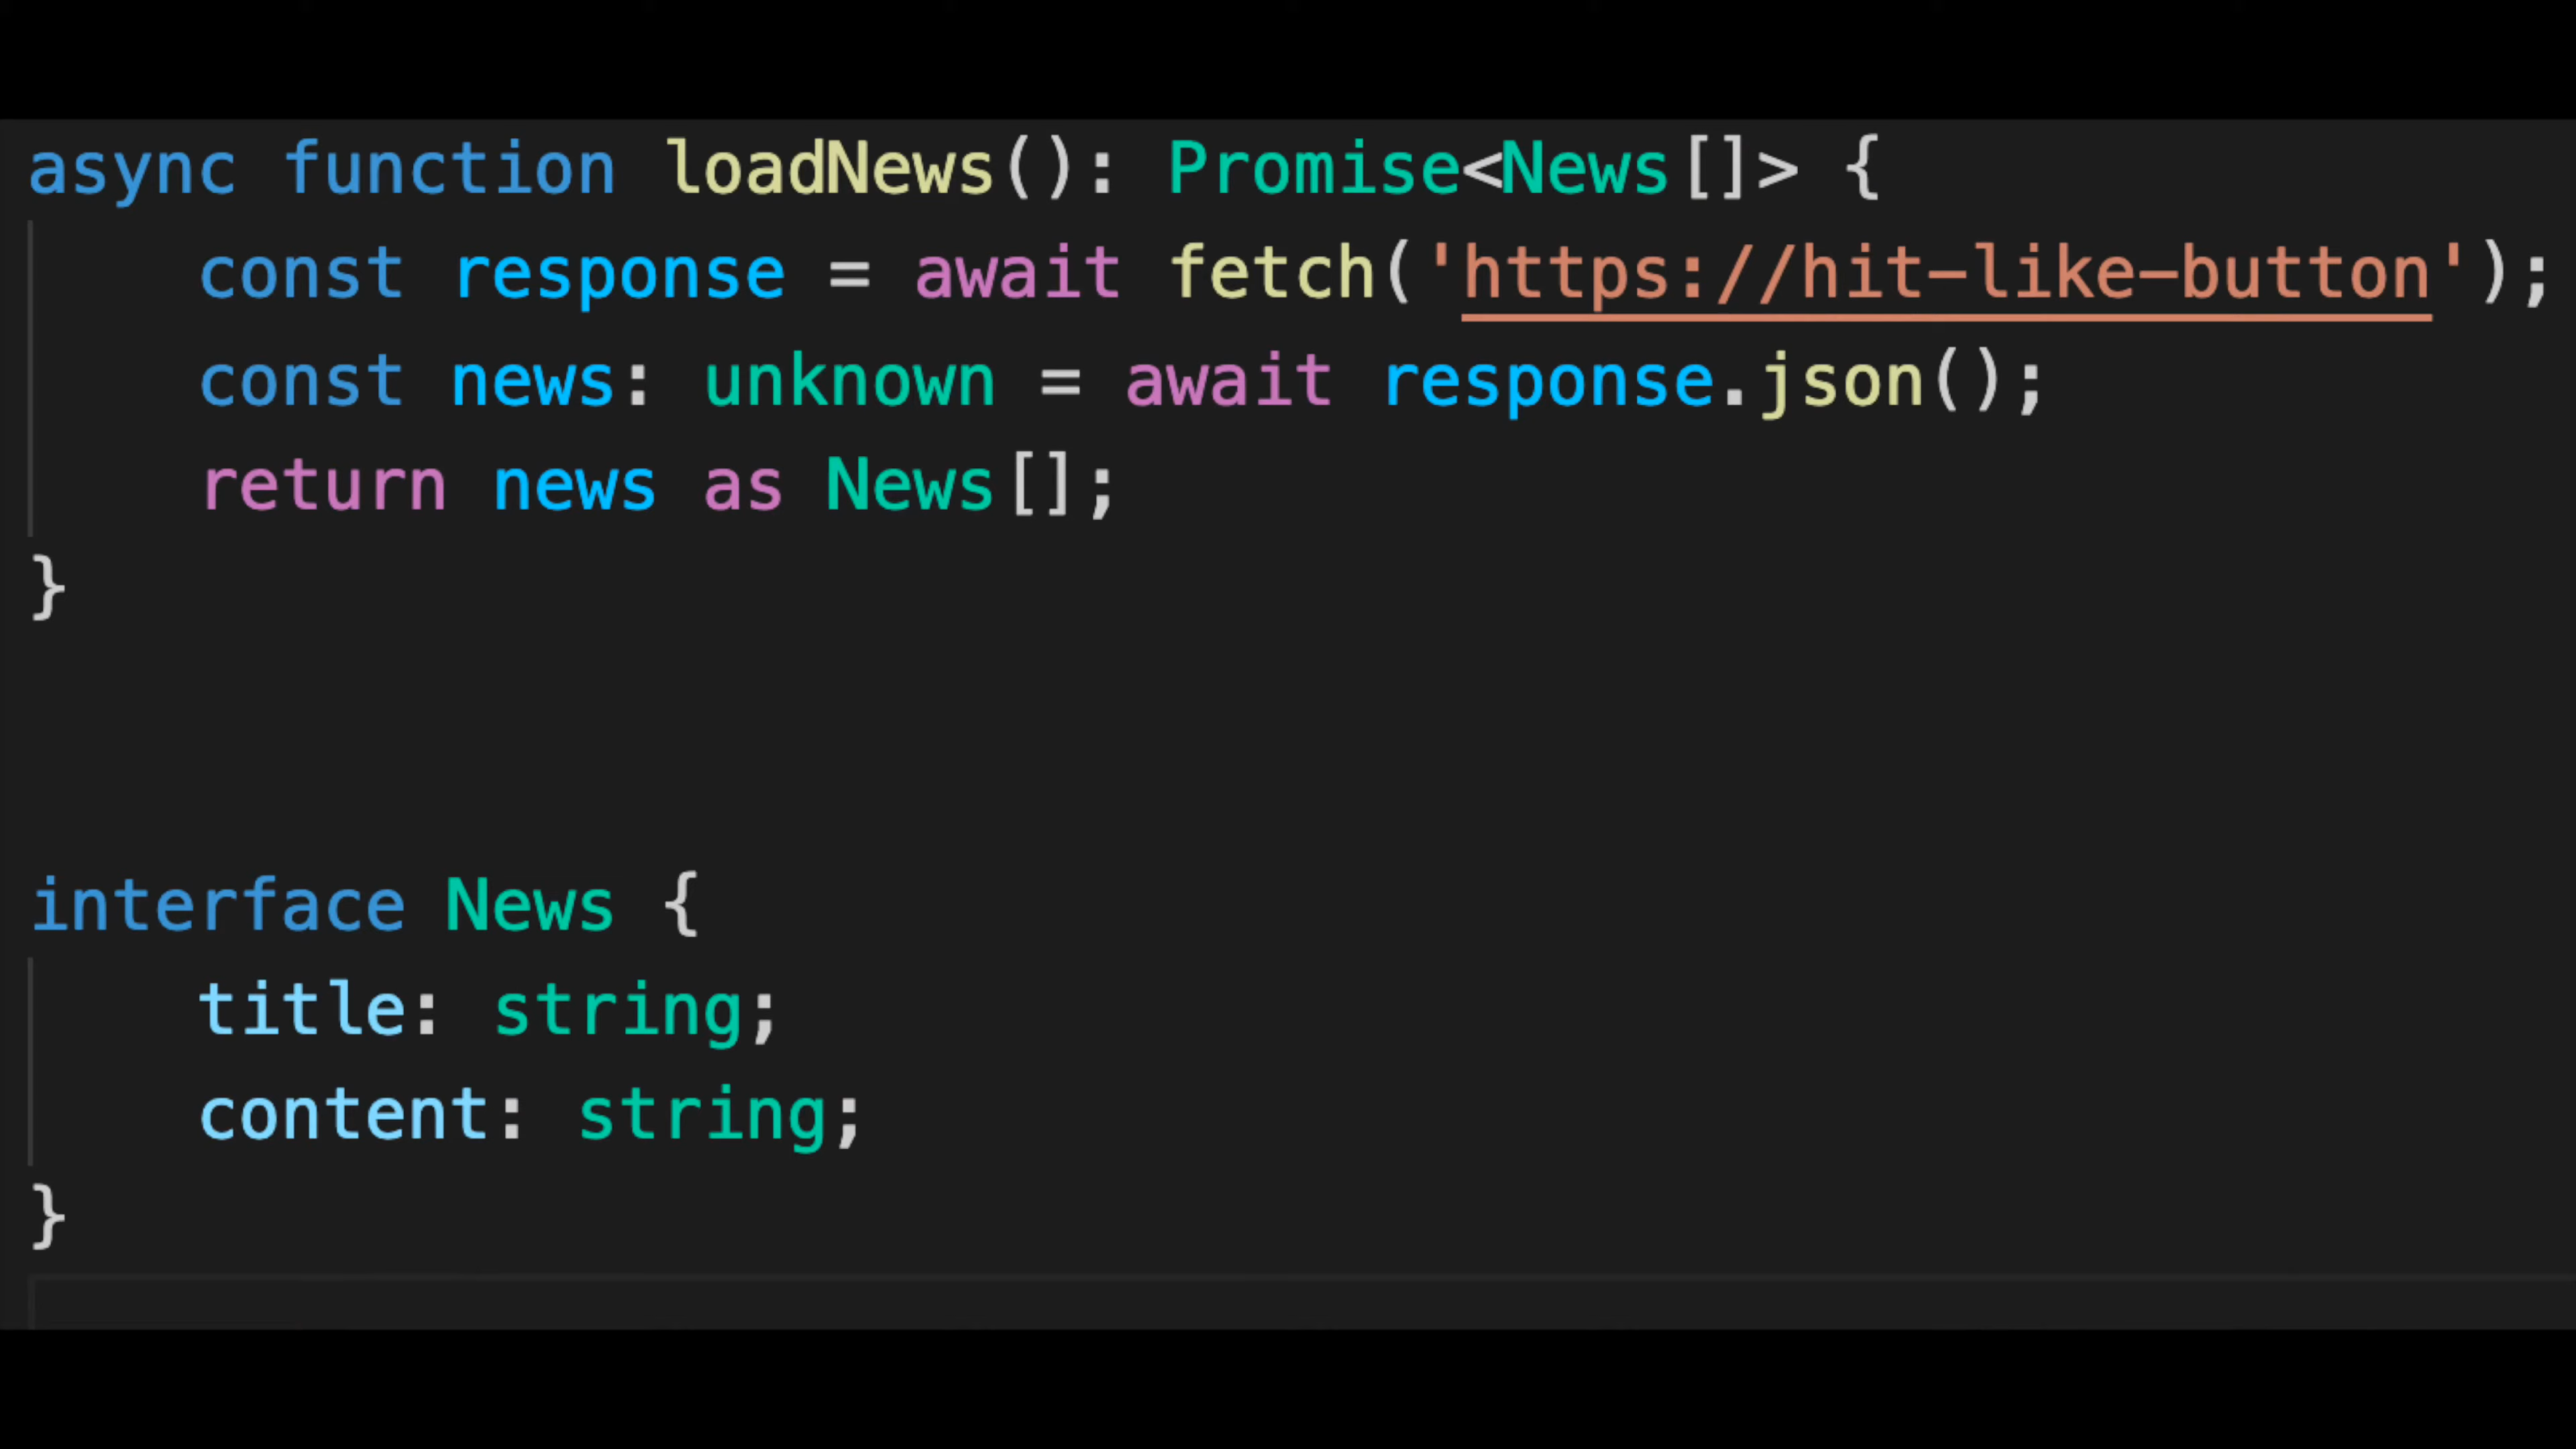 async function loadNews(): Promise<News[]> {
    const response = await fetch('https://hit-like-button');
    const news: unknown = await response.json();
    return news as News[];
}
interface News {
    title: string;
    content: string;
}